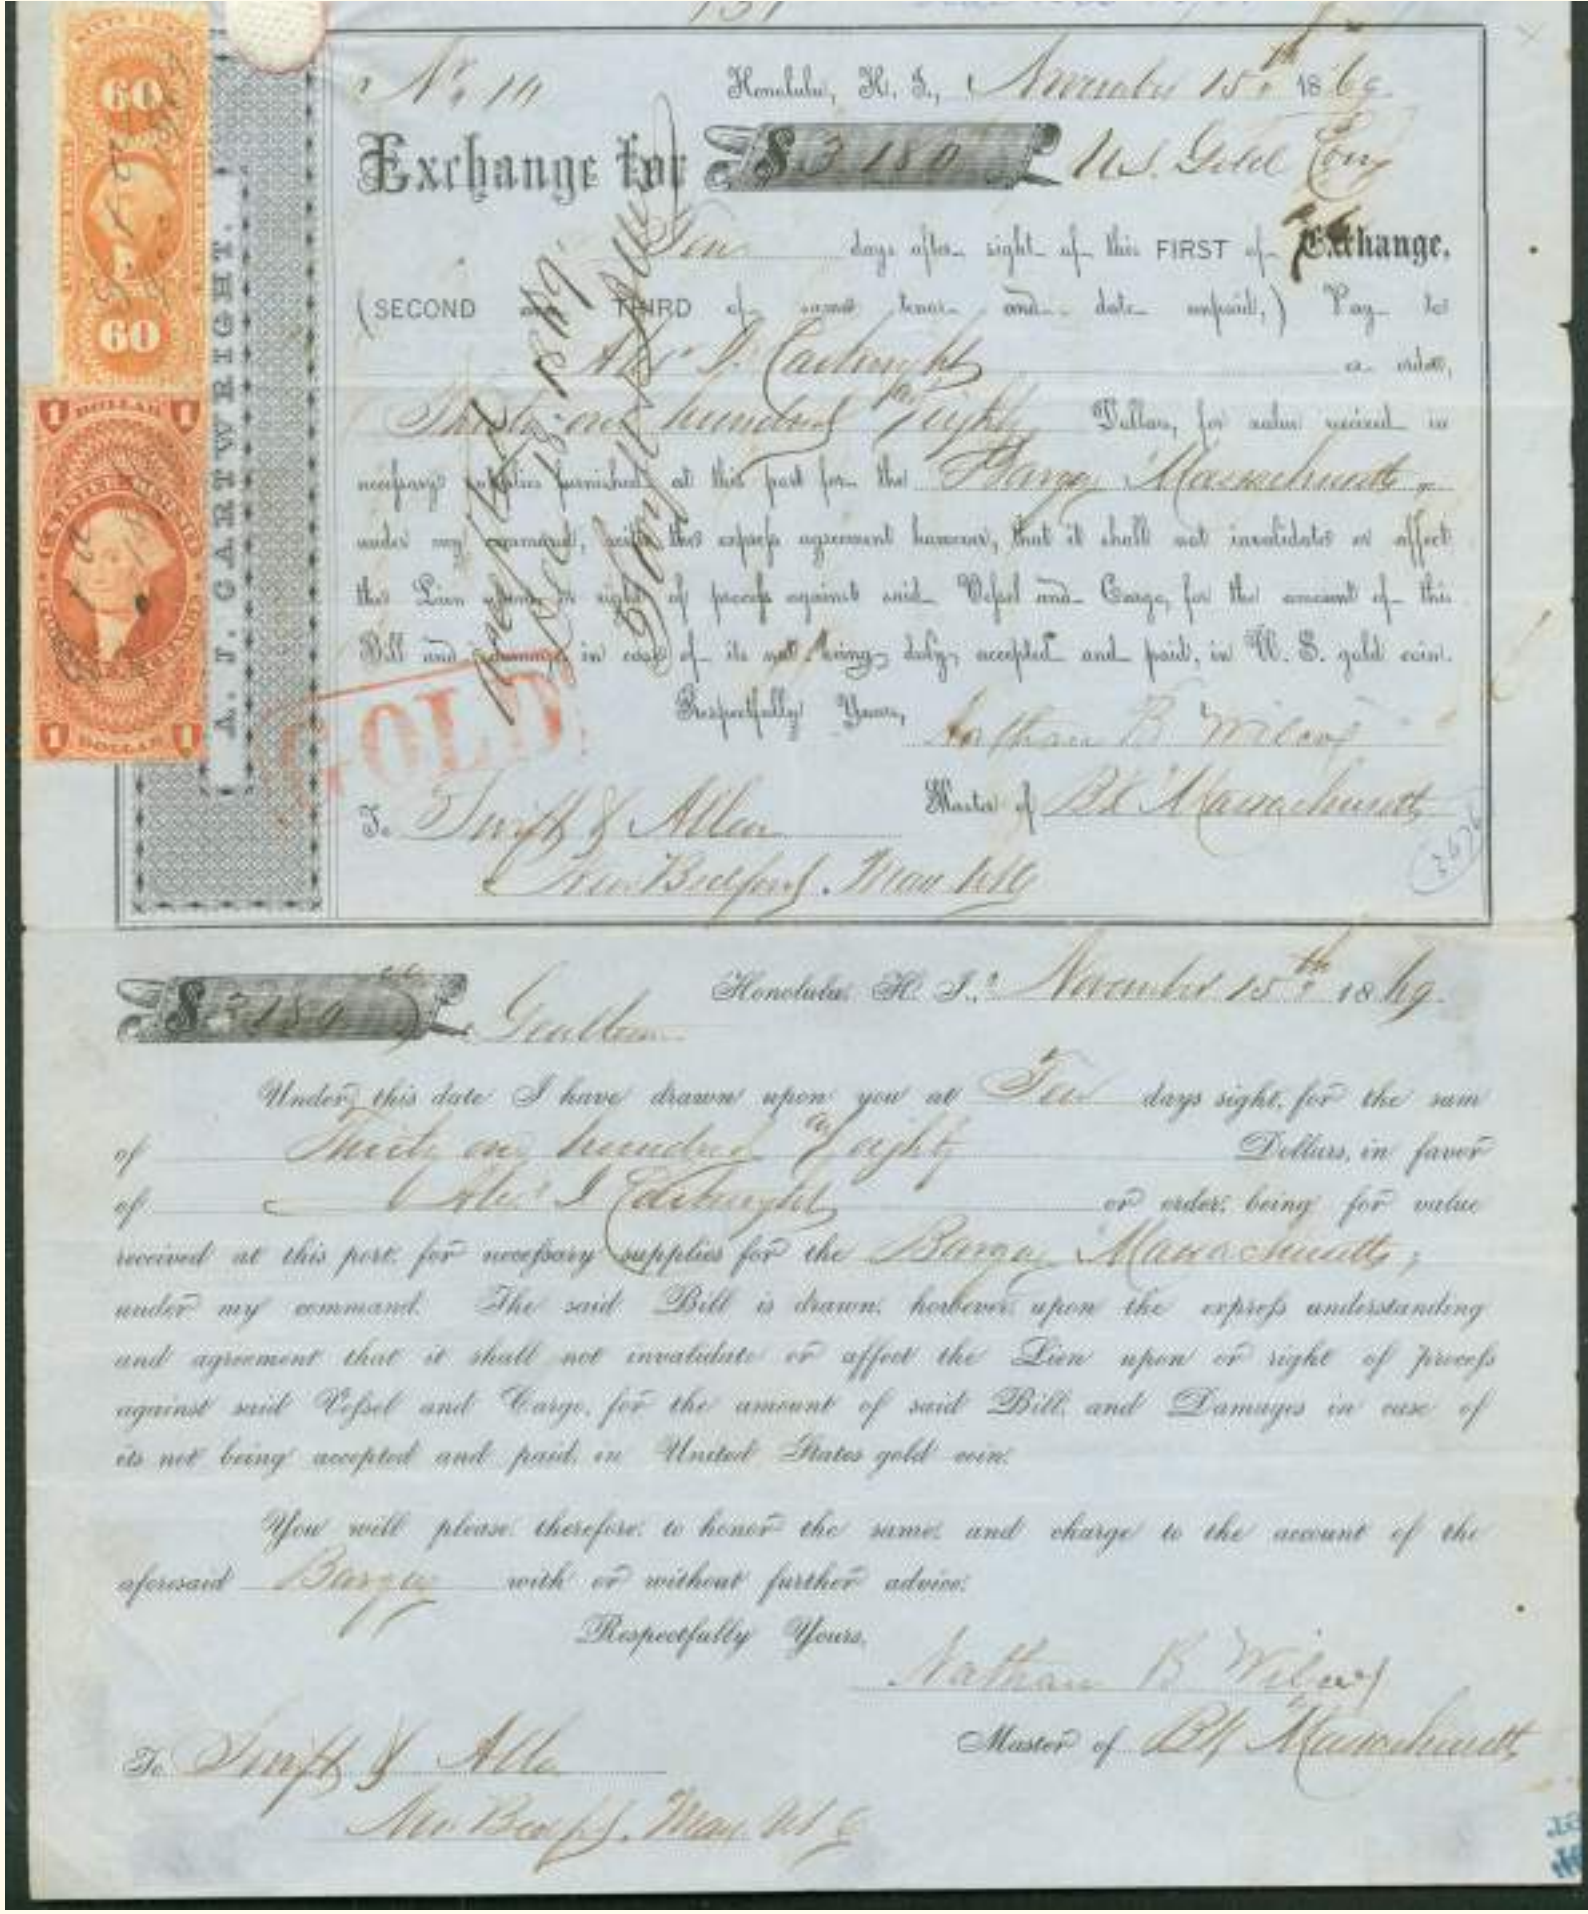 137
No. 14 Honolulu, H. I., November 15th 1869.
Exchange for $ 3180 U.S. Gold Coin
Ten days after sight of this FIRST of Exchange,
(SECOND and THIRD of same tenor and date unpaid,) Pay to
Alexr J. Cartwright or order,
Thirty one hundred and eighty Dollars, for value received in
necessary supplies furnished at this port for the Barque Massachusetts
under my command, with the express agreement however, that it shall not invalidate or affect
the Lien upon or right of process against said Vessel and Cargo, for the amount of this
Bill and damages in case of its not being duly accepted and paid, in U. S. gold coin.
Respectfully Yours,
Nathan B Wilcox
Master of Bk Massachusetts
To Swift & Allen
New Bedford. Mass
A. J. CARTWRIGHT.
60
60
1 DOLLAR 1
1 DOLLAR 1
GOLD
Swift & Allen
$ 3180 Honolulu, H. I., November 15th 1869.
Gentlemen
Under this date I have drawn upon you at Ten days sight, for the sum
of Thirty one hundred and eighty Dollars, in favor
of Alexr J Cartwright or order, being for value
received at this port, for necessary supplies for the Barque Massachusetts,
under my command. The said Bill is drawn, however, upon the express understanding
and agreement that it shall not invalidate or affect the Lien upon or right of process
against said Vessel and Cargo, for the amount of said Bill, and Damages in case of
its not being accepted and paid, in United States gold coin.
You will please, therefore, to honor the same, and charge to the account of the
aforesaid Barque with or without further advice.
Respectfully Yours,
Nathan B Wilcox
Master of Bk Massachusetts
To Swift & Allen
New Bedford. Mass